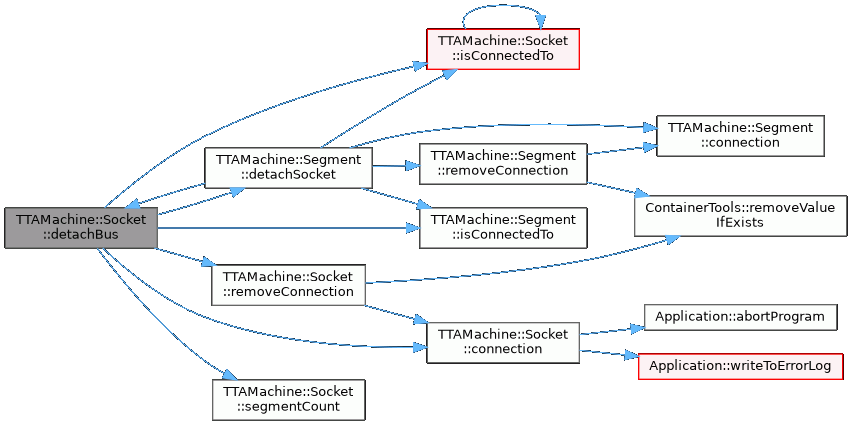 TTAMachine::Socket
::isConnectedTo
TTAMachine::Segment
::connection
TTAMachine::Segment
::detachSocket
TTAMachine::Segment
::removeConnection
ContainerTools::removeValue
IfExists
TTAMachine::Socket
::detachBus
TTAMachine::Segment
::isConnectedTo
TTAMachine::Socket
::removeConnection
Application::abortProgram
TTAMachine::Socket
::connection
Application::writeToErrorLog
TTAMachine::Socket
::segmentCount